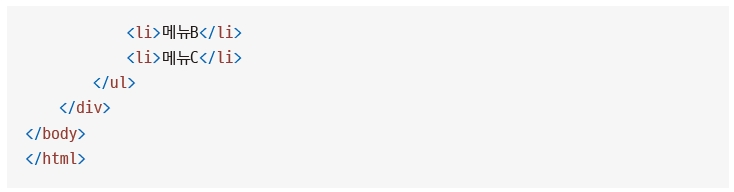 <li>메뉴B</li>
<li>메뉴C</li>
</ul>
</div>
</body>
</html>